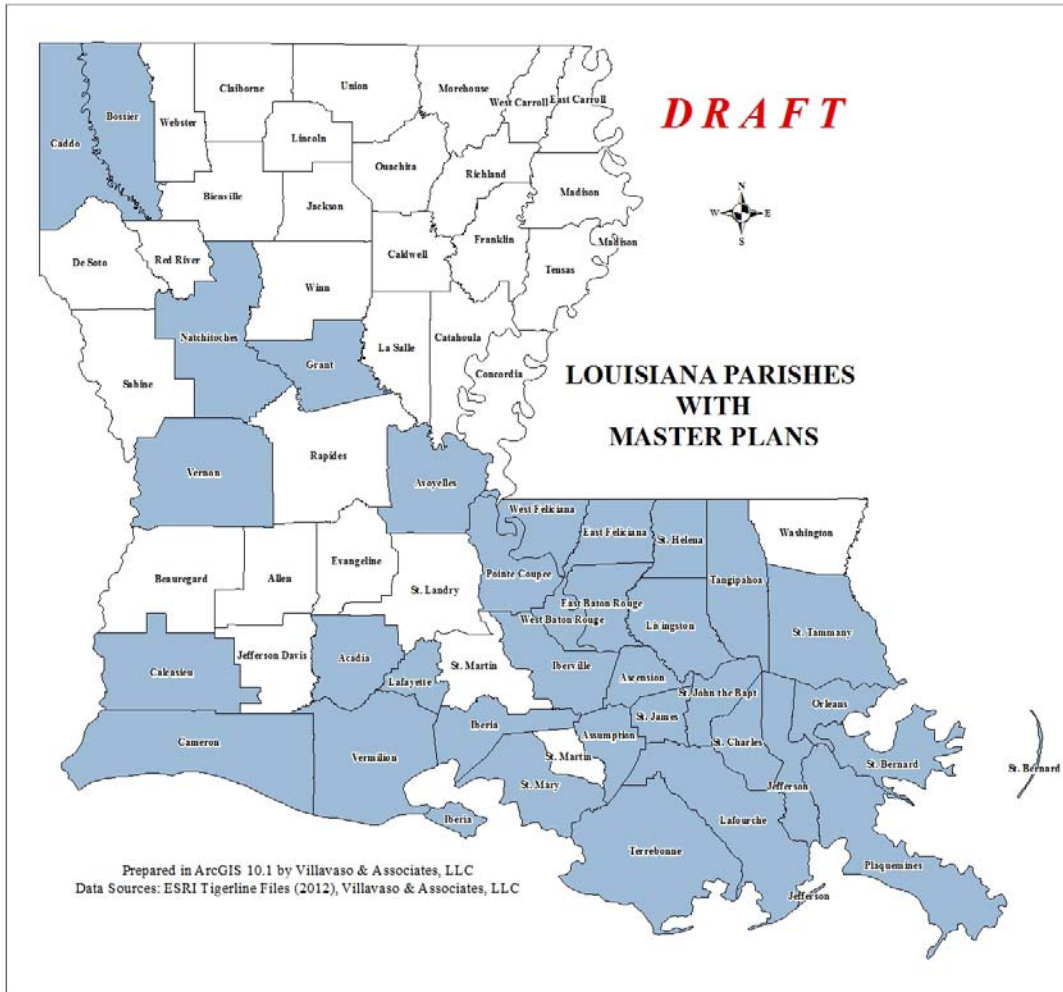 D R A F T
N
W E
S
LOUISIANA PARISHES
WITH
MASTER PLANS
Caddo
Bossier
Webster
Claiborne
Union
Morehouse
West Carroll
East Carroll
Lincoln
Ouachita
Richland
Madison
Madison
Bienville
Jackson
Franklin
Caldwell
Tensas
De Soto
Red River
Winn
Natchitoches
Grant
La Salle
Catahoula
Concordia
Sabine
Vernon
Rapides
Avoyelles
West Feliciana
East Feliciana
St. Helena
Washington
Tangipahoa
Beauregard
Allen
Evangeline
St. Landry
Pointe Coupee
East Baton Rouge
West Baton Rouge
Livingston
St. Tammany
Calcasieu
Jefferson Davis
Acadia
Lafayette
St. Martin
Iberville
Ascension
St. John the Bapt
Orleans
Cameron
Vermilion
Iberia
Assumption
St. James
St. Charles
St. Bernard
St. Bernard
St. Martin
St. Mary
Jefferson
Lafourche
Iberia
Terrebonne
Plaquemines
Jefferson
Prepared in ArcGIS 10.1 by Villavaso & Associates, LLC
Data Sources: ESRI Tigerline Files (2012), Villavaso & Associates, LLC